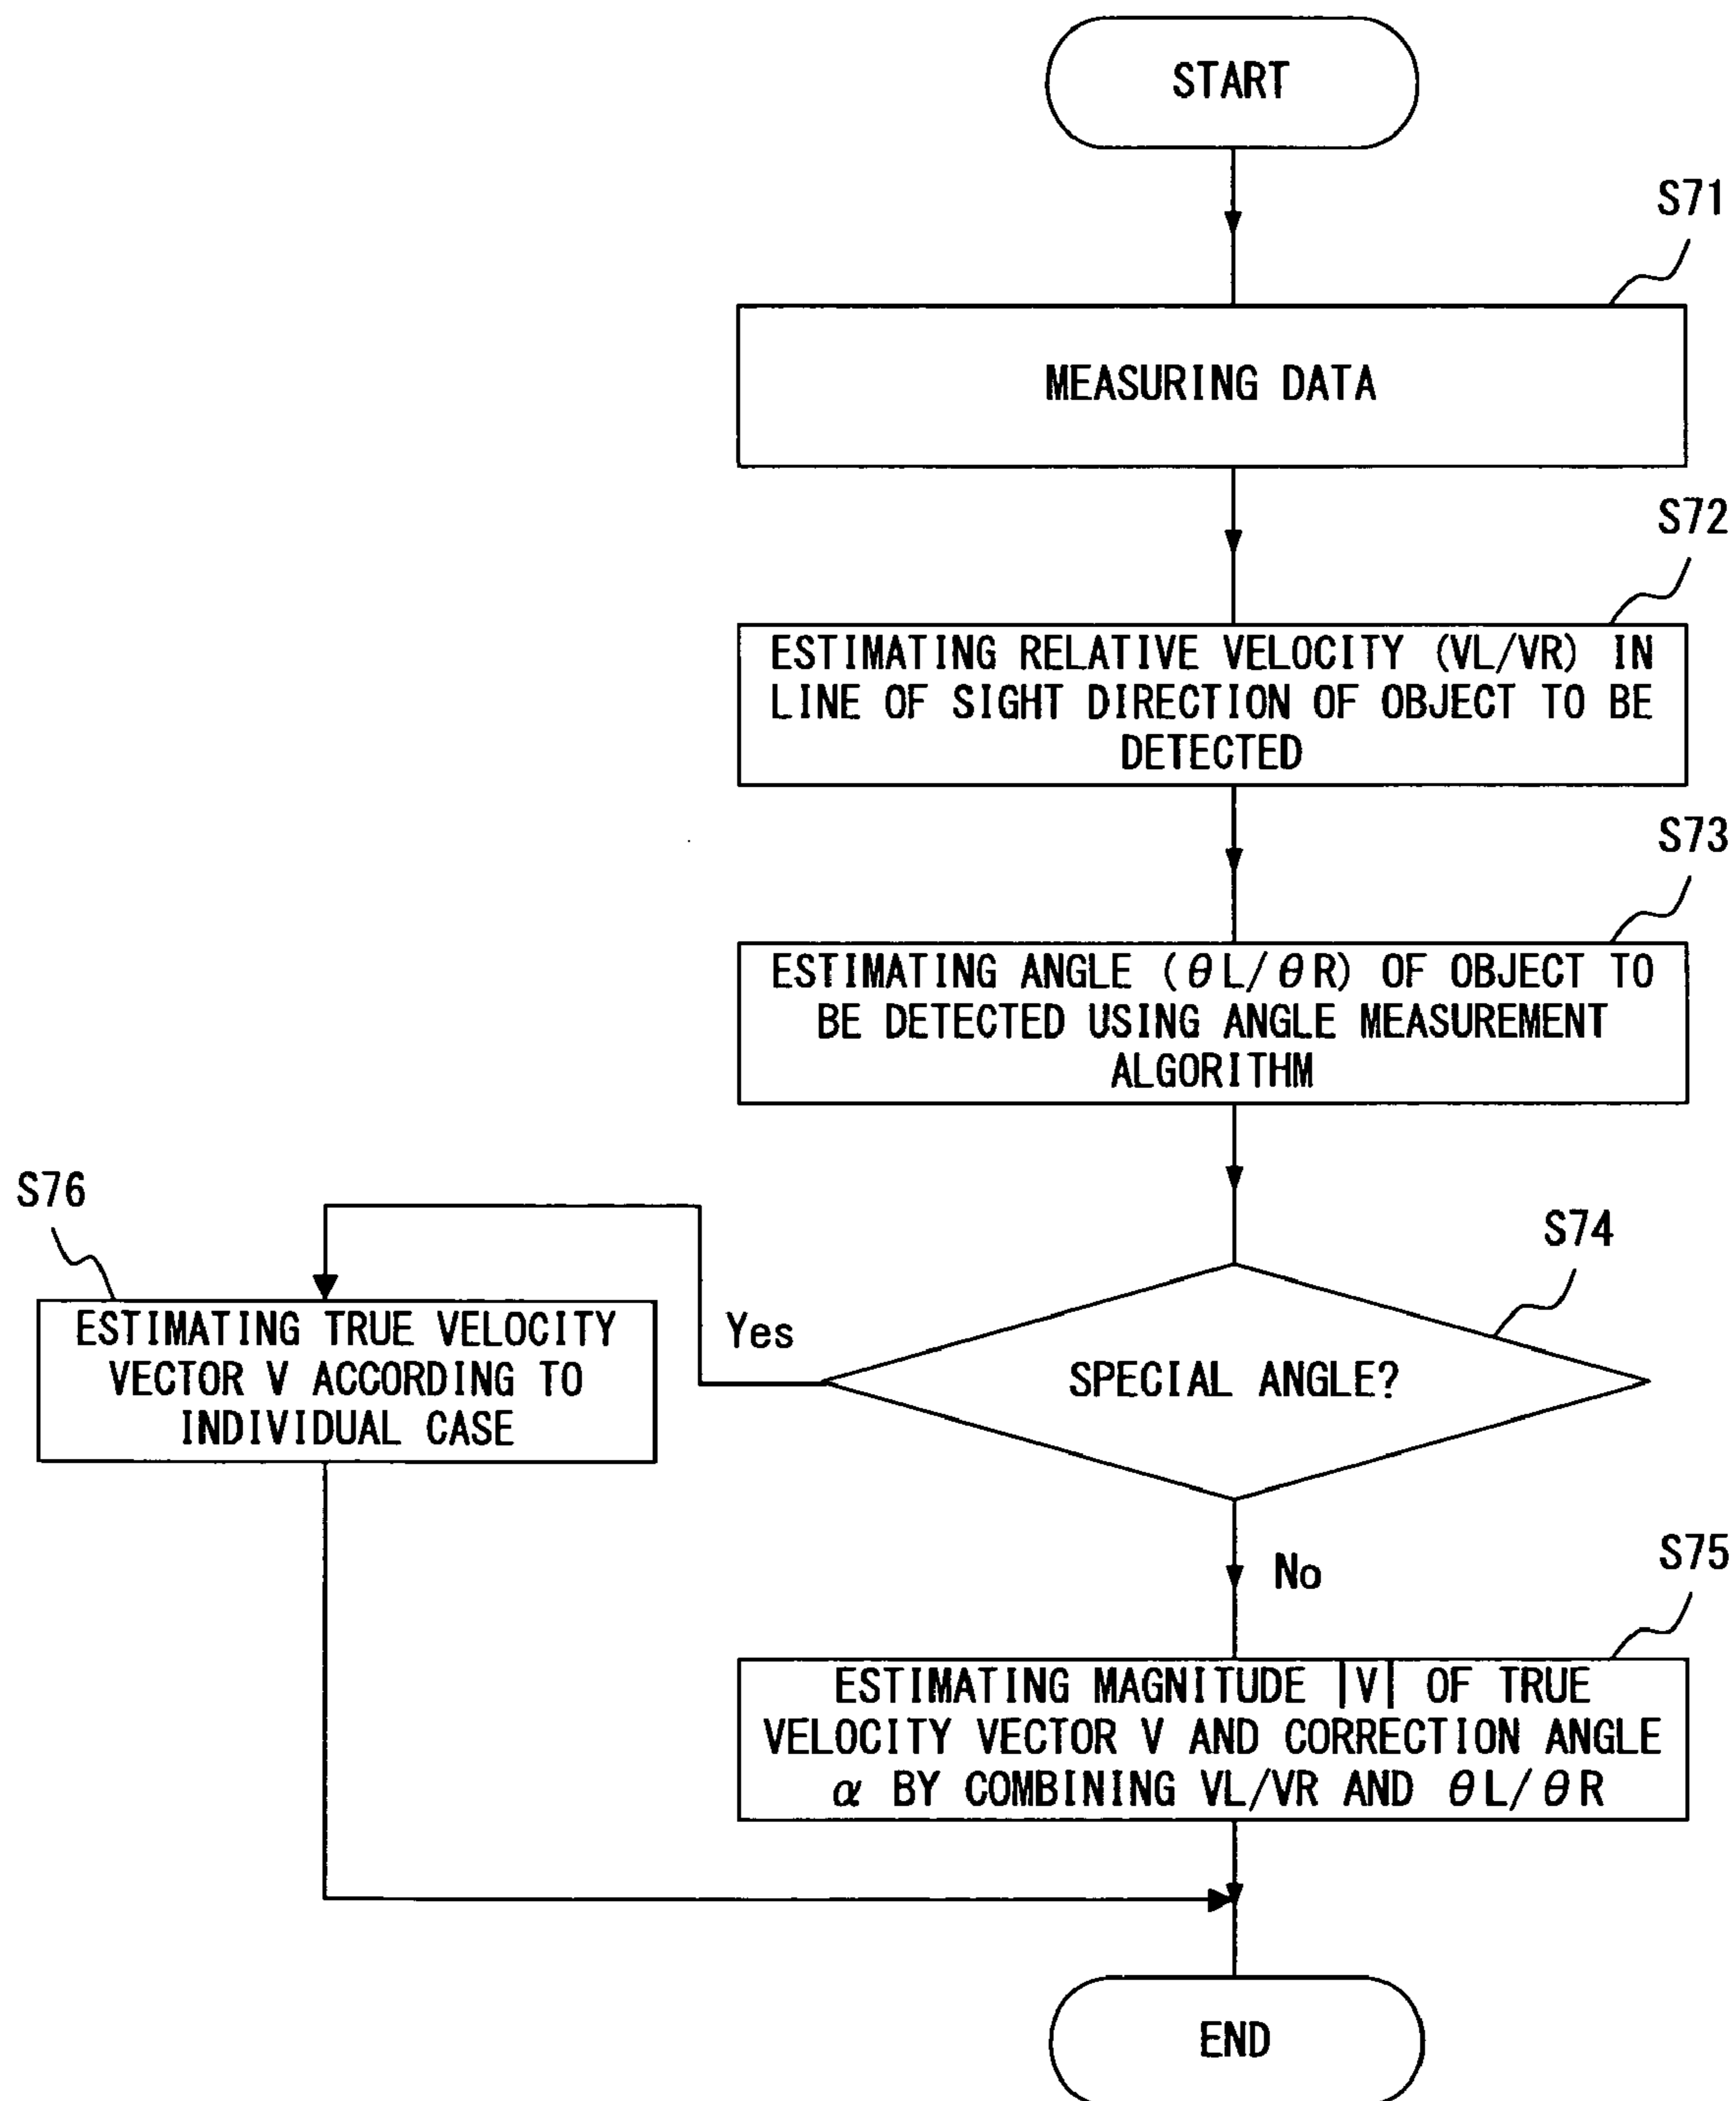 START
S71
MEASURING DATA
S72
ESTIMATING RELATIVE VELOCITY (VL/VR) IN
LINE OF SIGHT DIRECTION OF OBJECT TO BE
DETECTED
S73
ESTIMATING ANGLE (θL/θR) OF OBJECT TO
BE DETECTED USING ANGLE MEASUREMENT
ALGORITHM
S74
SPECIAL ANGLE?
Yes
S76
ESTIMATING TRUE VELOCITY
VECTOR V ACCORDING TO
INDIVIDUAL CASE
No
S75
ESTIMATING MAGNITUDE |V| OF TRUE
VELOCITY VECTOR V AND CORRECTION ANGLE
α BY COMBINING VL/VR AND θL/θR
END